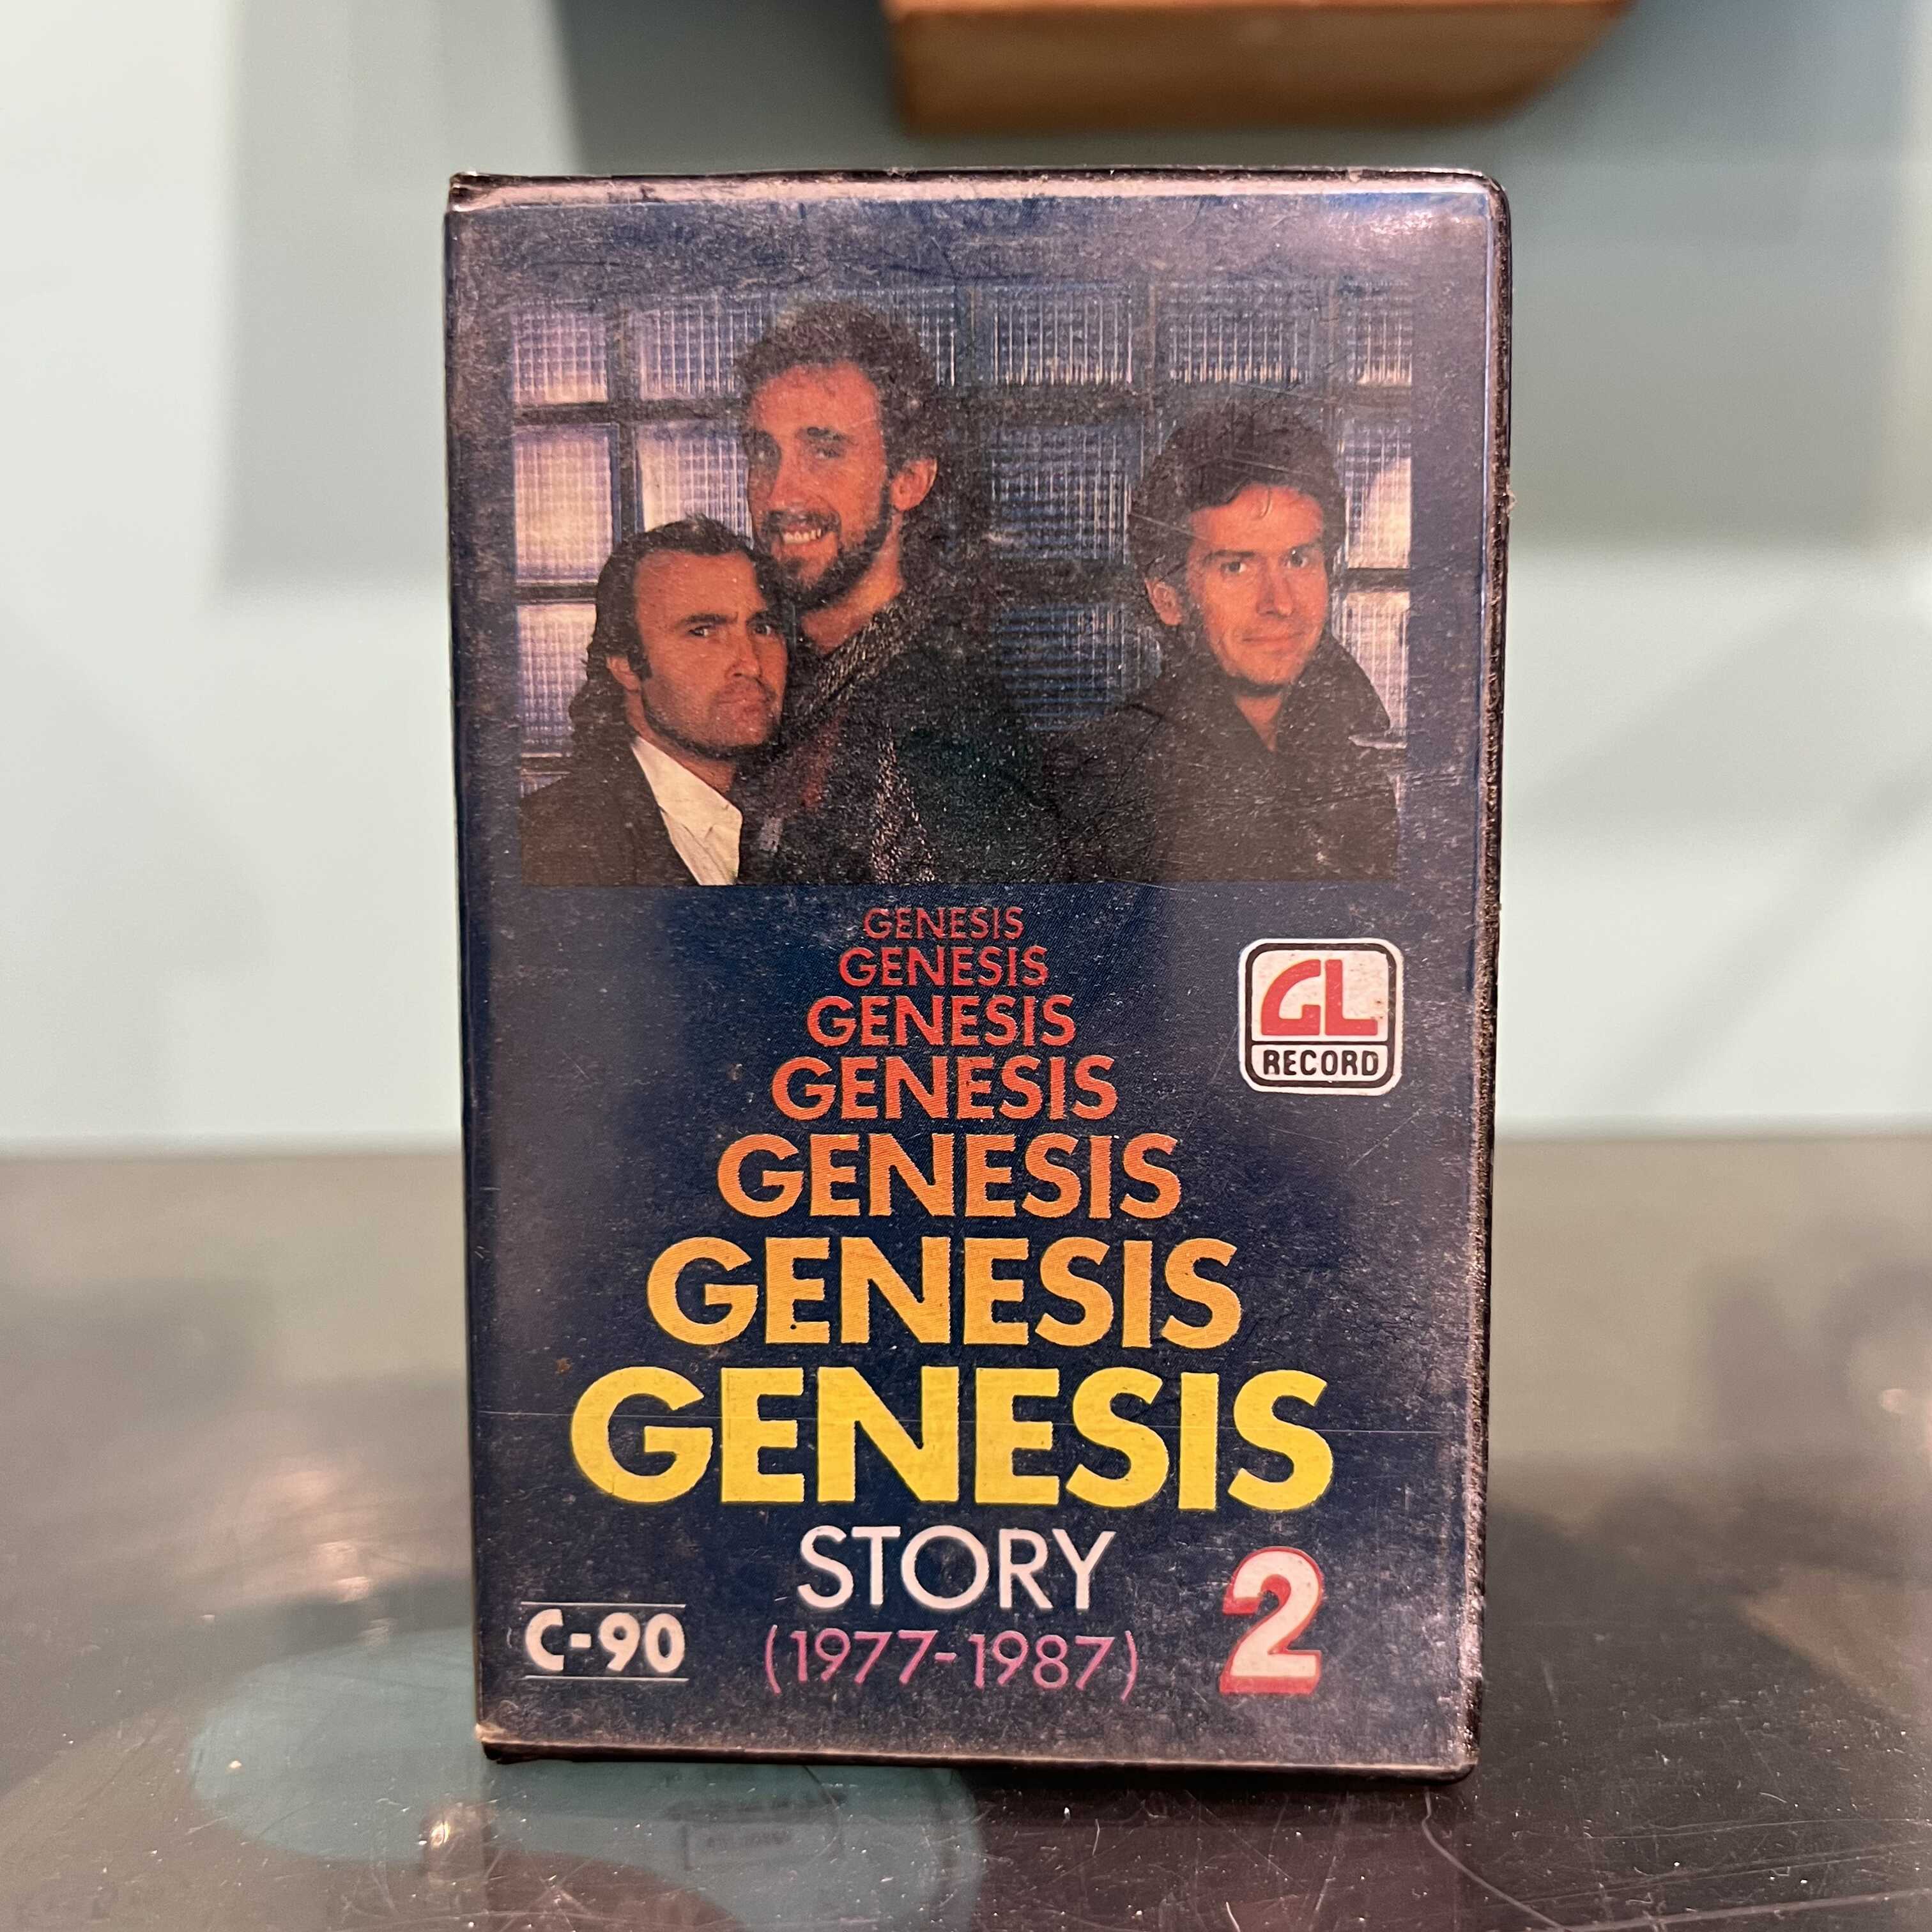 GENESIS
GENESIS
GENESIS
GENESIS
GENESIS
GENESIS
GENESIS
GL
RECORD
STORY
2
C-90
(1977-1987)